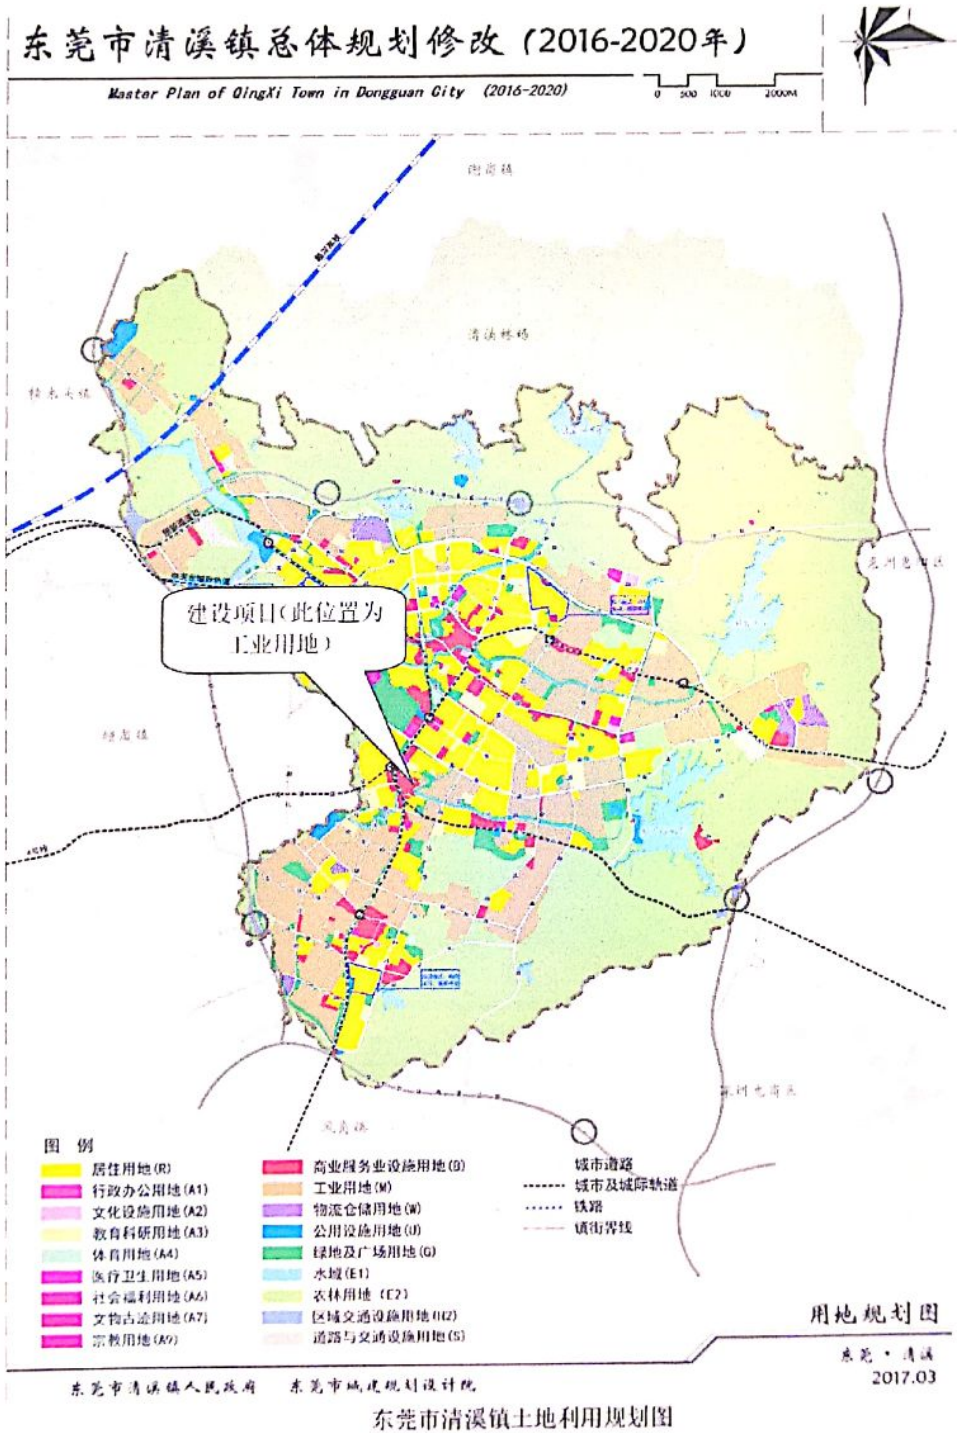 东莞市清溪镇总体规划修改（2016-2020年）
Master Plan of QingXi Town in Dongguan City (2016-2020)
0 500 1000 2000M
清溪林场
建设项目（此位置为
工业用地）
凤岗镇
图 例
居住用地(R)
行政办公用地(A1)
文化设施用地(A2)
教育科研用地(A3)
体育用地(A4)
医疗卫生用地(A5)
社会福利用地(A6)
文物古迹用地(A7)
宗教用地(A9)
商业服务业设施用地(B)
工业用地(M)
物流仓储用地(W)
公用设施用地(U)
绿地及广场用地(G)
水域(E1)
农林用地 (E2)
区域交通设施用地(H2)
道路与交通设施用地(S)
城市道路
城市及城际轨道
铁路
镇街界线
用地规划图
东莞·清溪
2017.03
东莞市清溪镇人民政府 东莞市城建规划设计院
东莞市清溪镇土地利用规划图